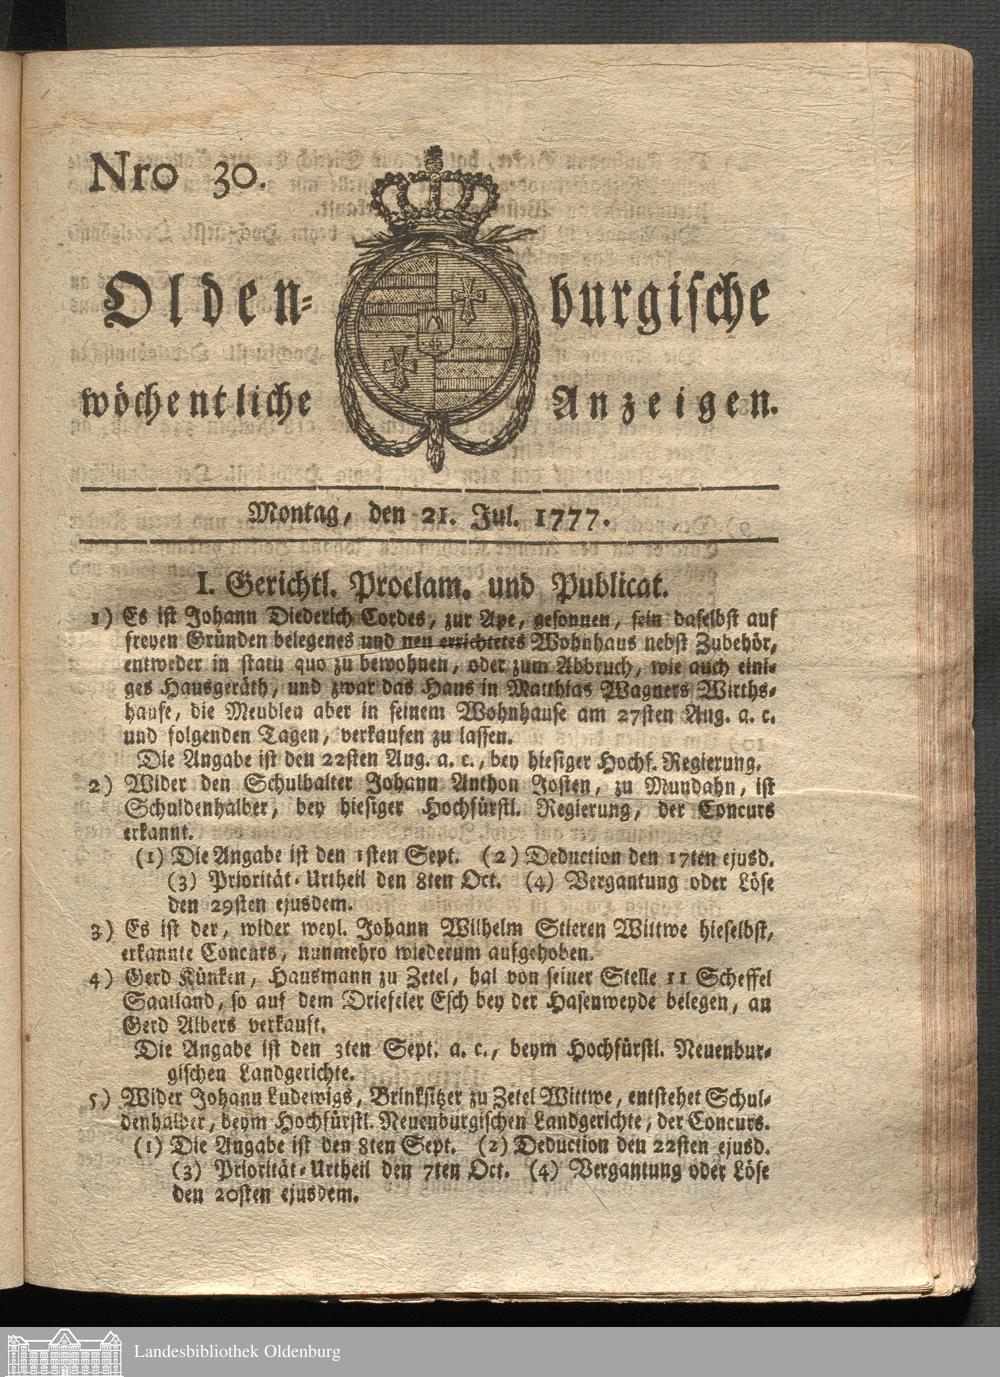 Nro 30.
Olden-burgische
wöchentliche Anzeigen.
Montag, den 21. Jul. 1777.
I. Gerichtl. Proclam. und Publicat.
1) Es ist Johann Diederich Cordes, zur Ape, gesonnen, sein daselbst auf
freyen Gründen belegenes und neu errichtetes Wohnhaus nebst Zubehör,
entweder in statu quo zu bewohnen, oder zum Abbruch, wie auch eini-
ges Hausgeräth, und zwar das Haus in Matthias Wagners Wirths-
hause, die Meublen aber in seinem Wohnhause am 27sten Aug. a. c.
und folgenden Tagen, verkaufen zu lassen.
Die Angabe ist den 22sten Aug. a. c., bey hiesiger Hochf. Regierung.
2) Wider den Schulhalter Johann Anthon Josten, zu Mundahn, ist
Schuldenhalber, bey hiesiger Hochfürstl. Regierung, der Concurs
erkannt.
(1) Die Angabe ist den 1sten Sept. (2) Deduction den 17ten ejusd.
(3) Priorität-Urtheil den 8ten Oct. (4) Vergantung oder Löse
den 29sten ejusdem.
3) Es ist der, wider weyl. Johann Wilhelm Stieren Wittwe hieselbst,
erkannte Concurs, nunmehro wiederum aufgehoben.
4) Gerd Künken, Hausmann zu Zetel, hal von seiner Stelle 11 Scheffel
Saatland, so auf dem Driefeler Esch bey der Hasenweyde belegen, an
Gerd Albers verkauft.
Die Angabe ist den 3ten Sept. a. c., beym Hochfürstl. Neuenbur-
gischen Landgerichte.
5) Wider Johann Ludewigs, Brinksitzer zu Zetel Wittwe, entstehet Schul-
denhalber, beym Hochfürstl. Neuenburgischen Landgerichte, der Concurs.
(1) Die Angabe ist den 8ten Sept. (2) Deduction den 22sten ejusd.
(3) Priorität-Urtheil den 7ten Oct. (4) Vergantung oder Löse
den 20sten ejusdem.
Landesbibliothek Oldenburg